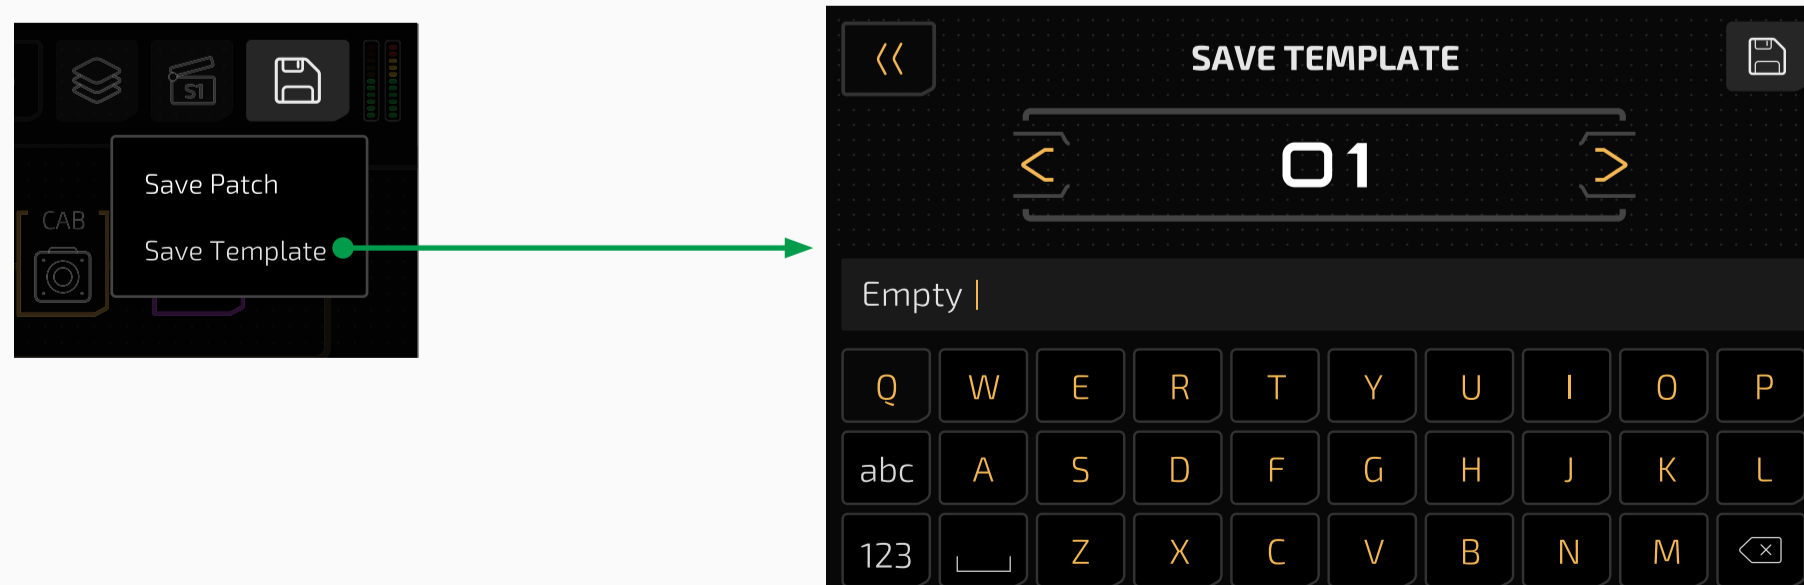 S1
Save Patch
CAB
Save Template
SAVE TEMPLATE
01
Empty
Q W E R T Y U I O P
abc A S D F G H J K L
123 Z X C V B N M